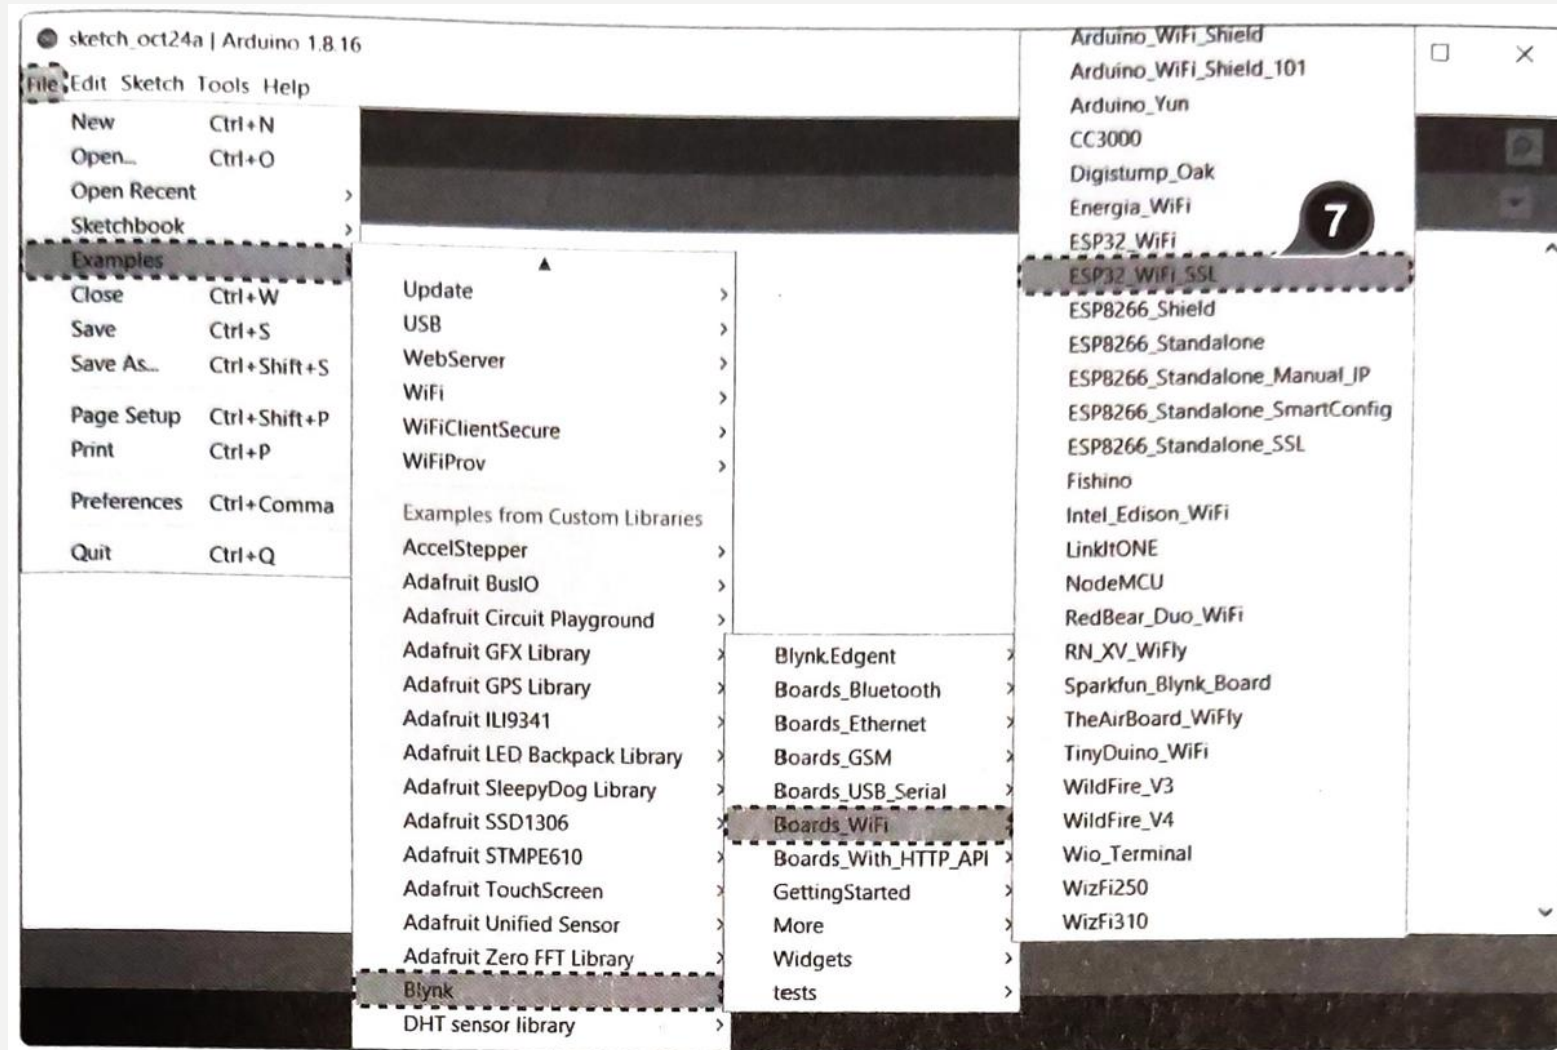 sketch_oct24a | Arduino 1.8.16
File Edit Sketch Tools Help
New Ctrl+N
Open... Ctrl+O
Open Recent
Sketchbook
Examples
Close Ctrl+W
Save Ctrl+S
Save As... Ctrl+Shift+S
Page Setup Ctrl+Shift+P
Print Ctrl+P
Preferences Ctrl+Comma
Quit Ctrl+Q
Update
USB
WebServer
WiFi
WiFiClientSecure
WiFiProv
Examples from Custom Libraries
AccelStepper
Adafruit BusIO
Adafruit Circuit Playground
Adafruit GFX Library
Adafruit GPS Library
Adafruit ILI9341
Adafruit LED Backpack Library
Adafruit SleepyDog Library
Adafruit SSD1306
Adafruit STMPE610
Adafruit TouchScreen
Adafruit Unified Sensor
Adafruit Zero FFT Library
Blynk
DHT sensor library
Blynk.Edgent
Boards_Bluetooth
Boards_Ethernet
Boards_GSM
Boards_USB_Serial
Boards_WiFi
Boards_With_HTTP_API
GettingStarted
More
Widgets
tests
Arduino_WiFi_Shield
Arduino_WiFi_Shield_101
Arduino_Yun
CC3000
Digistump_Oak
Energia_WiFi
7
ESP32_WiFi
ESP32_WiFi_SSL
ESP8266_Shield
ESP8266_Standalone
ESP8266_Standalone_Manual_IP
ESP8266_Standalone_SmartConfig
ESP8266_Standalone_SSL
Fishino
Intel_Edison_WiFi
LinkItONE
NodeMCU
RedBear_Duo_WiFi
RN_XV_WiFly
Sparkfun_Blynk_Board
TheAirBoard_WiFly
TinyDuino_WiFi
WildFire_V3
WildFire_V4
Wio_Terminal
WizFi250
WizFi310